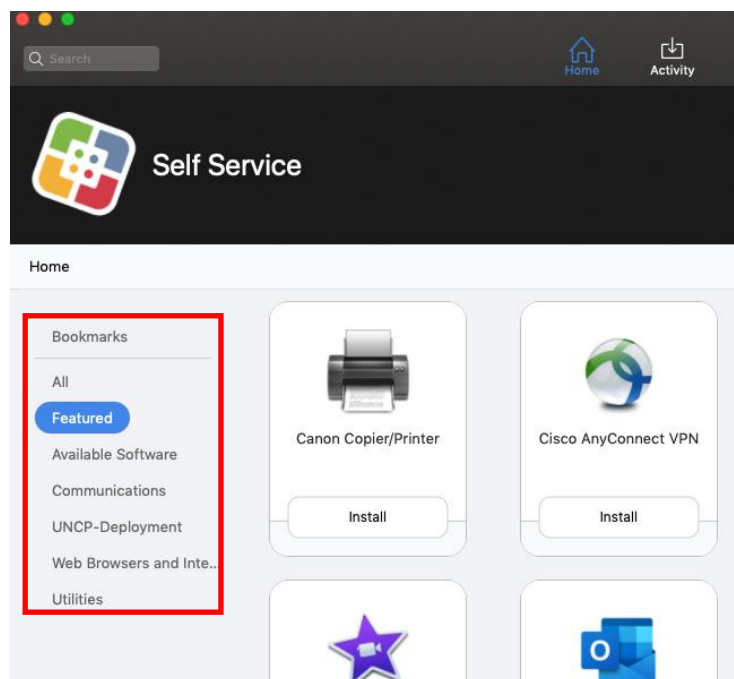 Search
Home
Activity
Self Service
Home
Bookmarks
All
Featured
Available Software
Communications
UNCP-Deployment
Web Browsers and Inte...
Utilities
Canon Copier/Printer
Install
Cisco AnyConnect VPN
Install
O